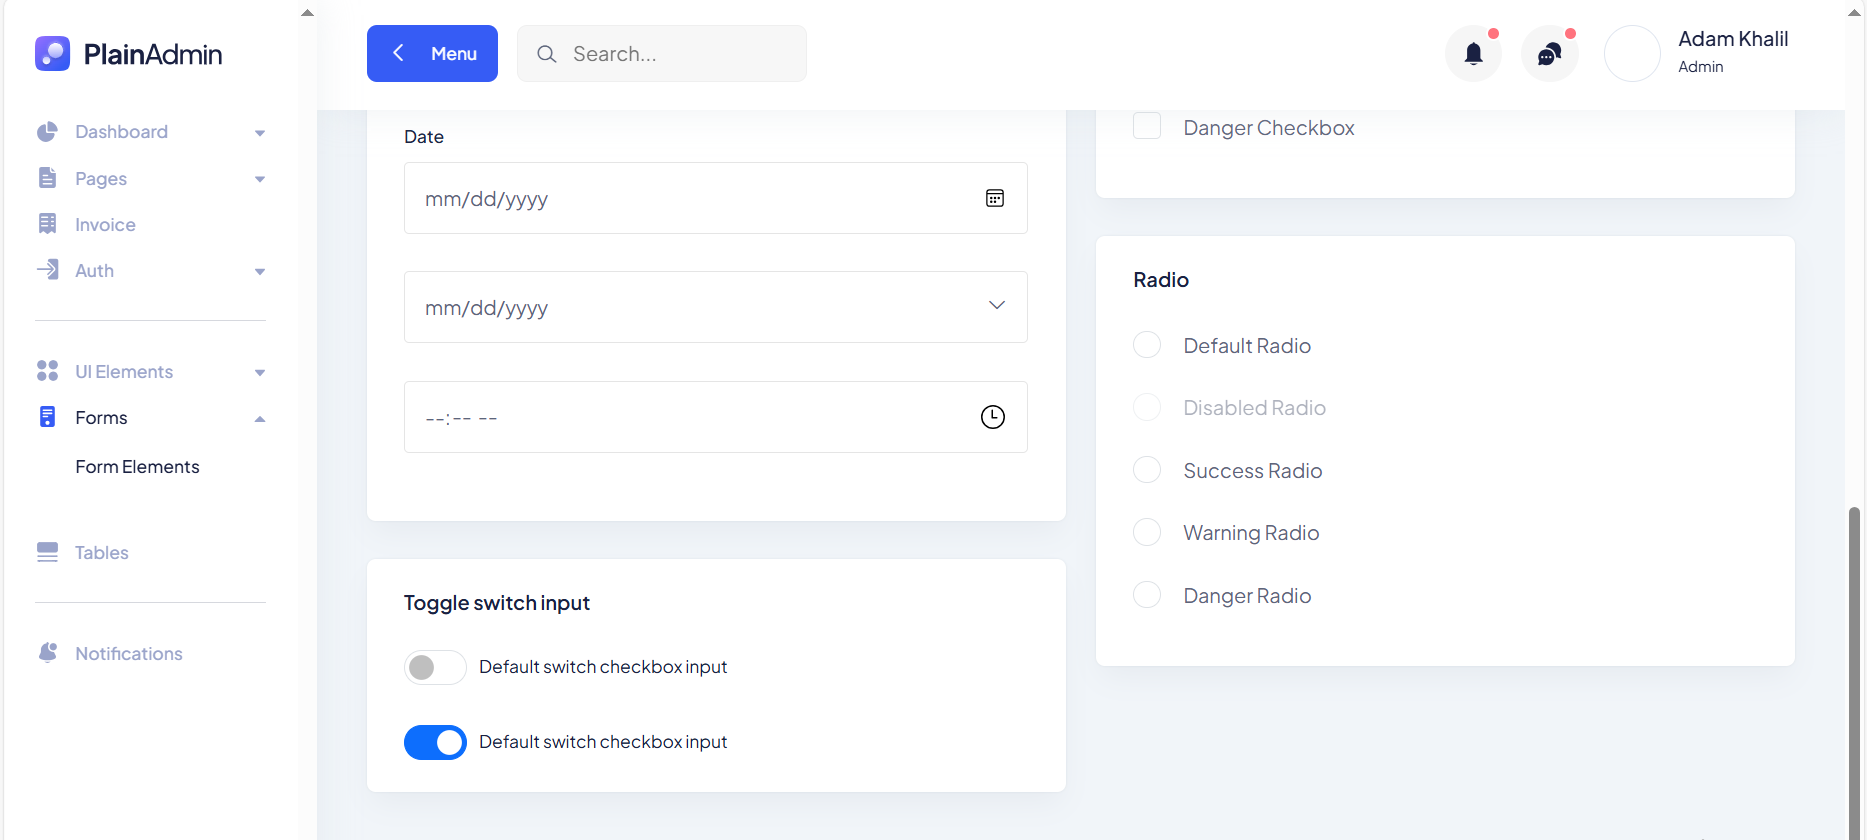 PlainAdmin
Dashboard
Pages
Invoice
Auth
UI Elements
Forms
Form Elements
Tables
Notifications
Menu
Search...
Adam Khalil
Admin
Date
mm/dd/yyyy
mm/dd/yyyy
--:-- --
Toggle switch input
Default switch checkbox input
Default switch checkbox input
Danger Checkbox
Radio
Default Radio
Disabled Radio
Success Radio
Warning Radio
Danger Radio